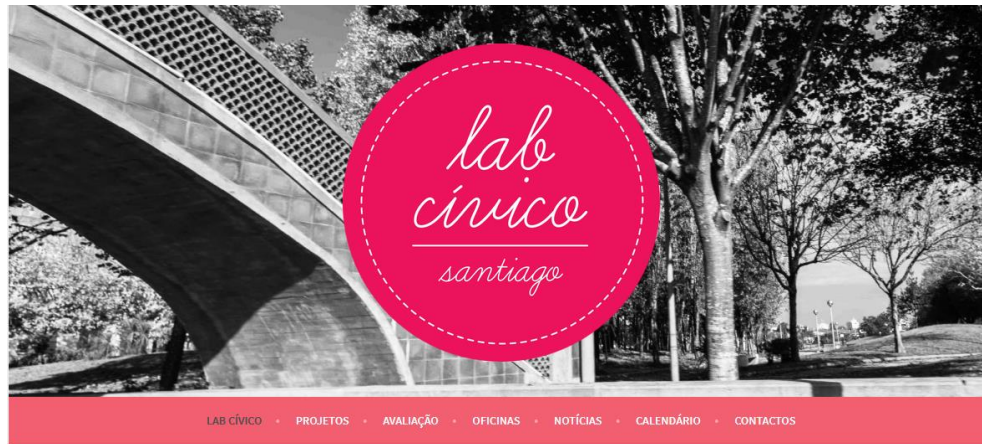 lab
cívico
santiago
LAB CÍVICO • PROJETOS • AVALIAÇÃO • OFICINAS • NOTÍCIAS • CALENDÁRIO • CONTACTOS